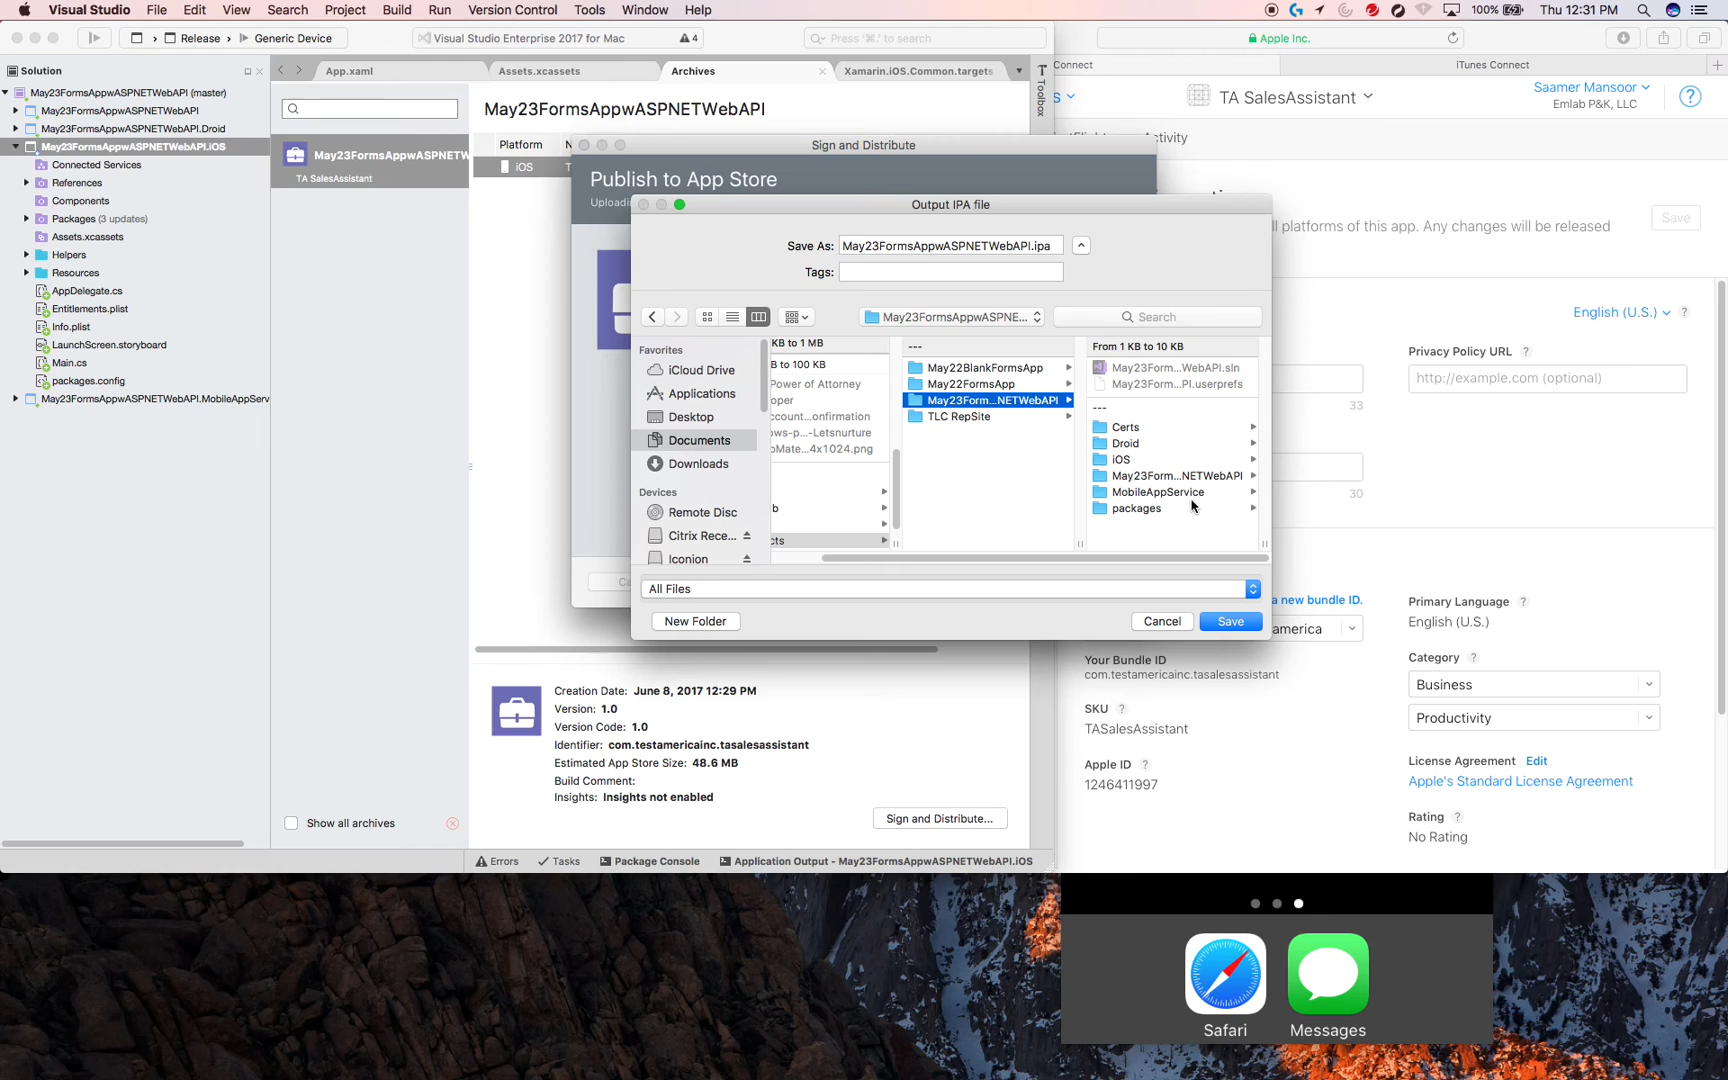 Visual Studio File Edit View Search Project Build Run Version Control Tools Window Help
100% Thu 12:31 PM
Release Generic Device
Visual Studio Enterprise 2017 for Mac 4
Press '⌘.' to search
Apple Inc.
Solution
May23FormsAppwASPNETWebAPI (master)
May23FormsAppwASPNETWebAPI
May23FormsAppwASPNETWebAPI.Droid
May23FormsAppwASPNETWebAPI.iOS
Connected Services
References
Components
Packages (3 updates)
Assets.xcassets
Helpers
Resources
AppDelegate.cs
Entitlements.plist
Info.plist
LaunchScreen.storyboard
Main.cs
packages.config
May23FormsAppwASPNETWebAPI.MobileAppServ
App.xaml
Assets.xcassets
Archives
Xamarin.iOS.Common.targets
Toolbox
May23FormsAppwASPNETW
TA SalesAssistant
Show all archives
May23FormsAppwASPNETWebAPI
Platform
iOS
Sign and Distribute
Publish to App Store
Output IPA file
Save As: May23FormsAppwASPNETWebAPI.ipa
Tags:
May23FormsAppwASPNE...
Search
Favorites
iCloud Drive
Applications
Desktop
Documents
Downloads
Devices
Remote Disc
Citrix Rece...
Iconion
KB to 1 MB
B to 100 KB
Power of Attorney
oper
ccount...onfirmation
ows-p...-Letsnurture
oMate...4x1024.png
b
cts
---
May22BlankFormsApp
May22FormsApp
May23Form...NETWebAPI
TLC RepSite
From 1 KB to 10 KB
May23Form...WebAPI.sln
May23Form...PI.userprefs
---
Certs
Droid
iOS
May23Form...NETWebAPI
MobileAppService
packages
All Files
New Folder
Cancel
Save
Creation Date: June 8, 2017 12:29 PM
Version: 1.0
Version Code: 1.0
Identifier: com.testamericainc.tasalesassistant
Estimated App Store Size: 48.6 MB
Build Comment:
Insights: Insights not enabled
Sign and Distribute...
Errors
Tasks
Package Console
Application Output - May23FormsAppwASPNETWebAPI.iOS
Connect
iTunes Connect
TA SalesAssistant
Saamer Mansoor
Emlab P&K, LLC
l platforms of this app. Any changes will be released
Save
English (U.S.)
Privacy Policy URL ?
http://example.com (optional)
33
30
a new bundle ID.
america
Your Bundle ID
com.testamericainc.tasalesassistant
SKU ?
TASalesAssistant
Apple ID ?
1246411997
Primary Language ?
English (U.S.)
Category ?
Business
Productivity
License Agreement Edit
Apple's Standard License Agreement
Rating ?
No Rating
Safari
Messages